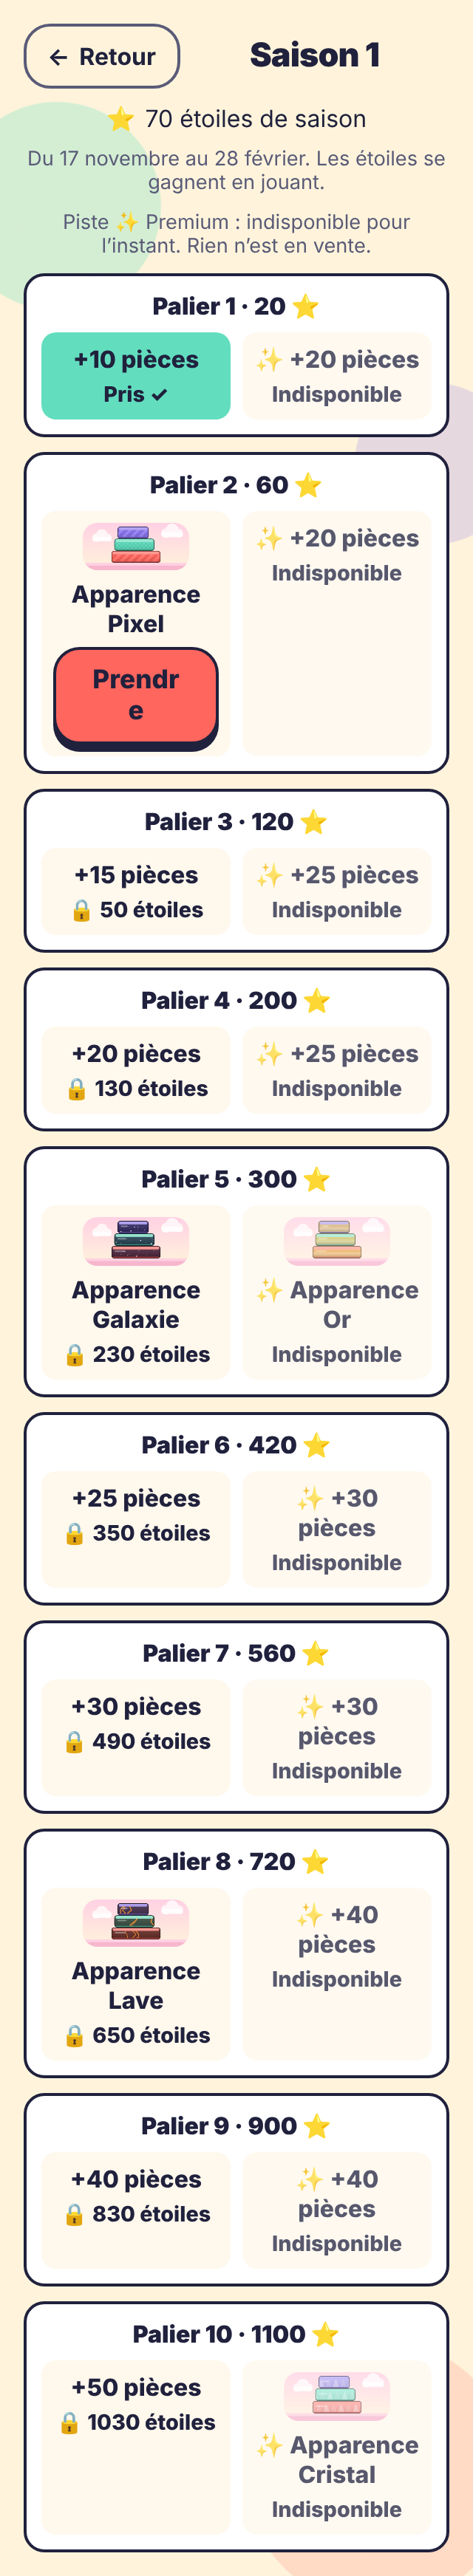 ← Retour
Saison 1
⭐ 70 étoiles de saison
Du 17 novembre au 28 février. Les étoiles se
gagnent en jouant.
Piste ✨ Premium : indisponible pour
l’instant. Rien n’est en vente.
Palier 1 · 20 ⭐
+10 pièces
Pris ✓
✨ +20 pièces
Indisponible
Palier 2 · 60 ⭐
Apparence
Pixel
Prendr
e
✨ +20 pièces
Indisponible
Palier 3 · 120 ⭐
+15 pièces
🔒 50 étoiles
✨ +25 pièces
Indisponible
Palier 4 · 200 ⭐
+20 pièces
🔒 130 étoiles
✨ +25 pièces
Indisponible
Palier 5 · 300 ⭐
Apparence
Galaxie
🔒 230 étoiles
✨ Apparence
Or
Indisponible
Palier 6 · 420 ⭐
+25 pièces
🔒 350 étoiles
✨ +30
pièces
Indisponible
Palier 7 · 560 ⭐
+30 pièces
🔒 490 étoiles
✨ +30
pièces
Indisponible
Palier 8 · 720 ⭐
Apparence
Lave
🔒 650 étoiles
✨ +40
pièces
Indisponible
Palier 9 · 900 ⭐
+40 pièces
🔒 830 étoiles
✨ +40
pièces
Indisponible
Palier 10 · 1100 ⭐
+50 pièces
🔒 1030 étoiles
✨ Apparence
Cristal
Indisponible